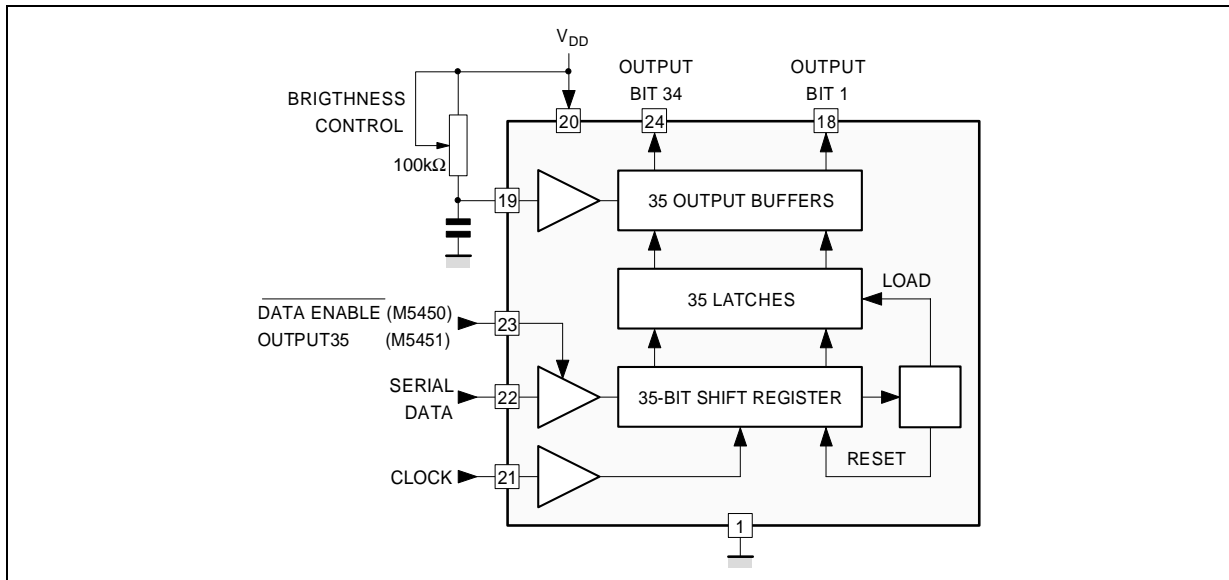 VDD
OUTPUT BIT 34
OUTPUT BIT 1
BRIGTHNESS CONTROL
20
24
18
100kΩ
19
35 OUTPUT BUFFERS
LOAD
35 LATCHES
DATA ENABLE (M5450)
23
OUTPUT35 (M5451)
SERIAL DATA
22
35-BIT SHIFT REGISTER
RESET
CLOCK
21
1